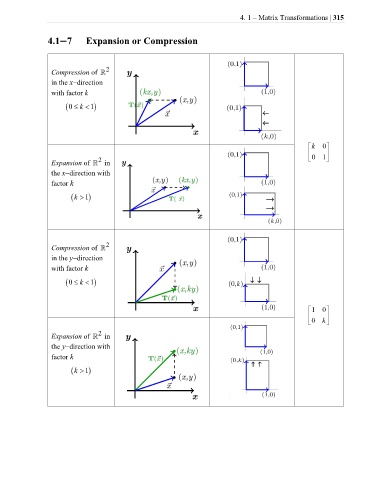 4. 1 – Matrix Transformations | 315
4.1–7 Expansion or Compression
Compression of ℝ² in the x–direction with factor k
(0 ≤ k < 1)
y
(kx,y)
(x,y)
T(x⃗)
x⃗
x
(0,1)
(1,0)
(0,1)
←
←
(k,0)
[k 0]
[0 1]
Expansion of ℝ² in
the x–direction with
factor k
(k > 1)
y
(x,y) (kx,y)
x⃗
T( x⃗)
x
(0,1)
(1,0)
(0,1)
→
→
(k,0)
Compression of ℝ²
in the y–direction
with factor k
(0 ≤ k < 1)
y
(x,y)
x⃗
(x,ky)
T(x⃗)
x
(0,1)
(1,0)
(0,k) ↓ ↓
(1,0)
[1 0]
[0 k]
Expansion of ℝ² in
the y–direction with
factor k
(k > 1)
y
(x,ky)
T(x⃗)
(x,y)
x⃗
x
(0,1)
(1,0)
(0,k) ⇑ ↑
(1,0)